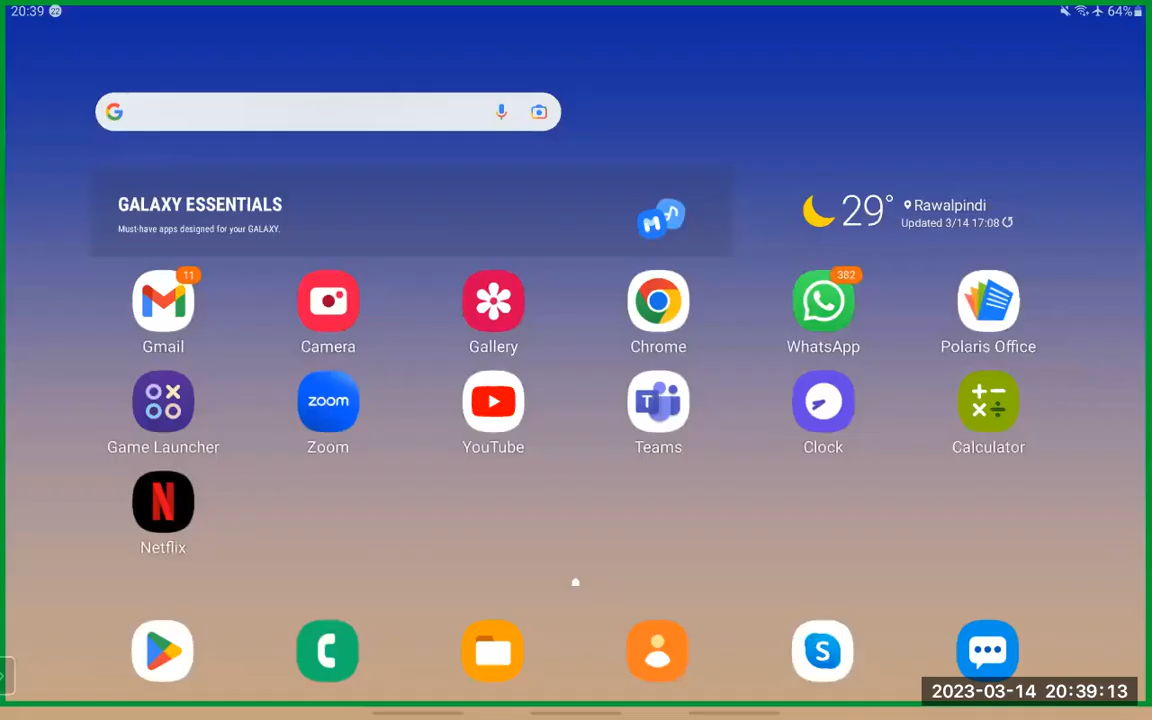 20:39 22
64%
GALAXY ESSENTIALS
Must-have apps designed for your GALAXY.
29° Rawalpindi
Updated 3/14 17:08
11
382
Gmail Camera Gallery Chrome WhatsApp Polaris Office
zoom
Game Launcher Zoom YouTube Teams Clock Calculator
Netflix
2023-03-14 20:39:13